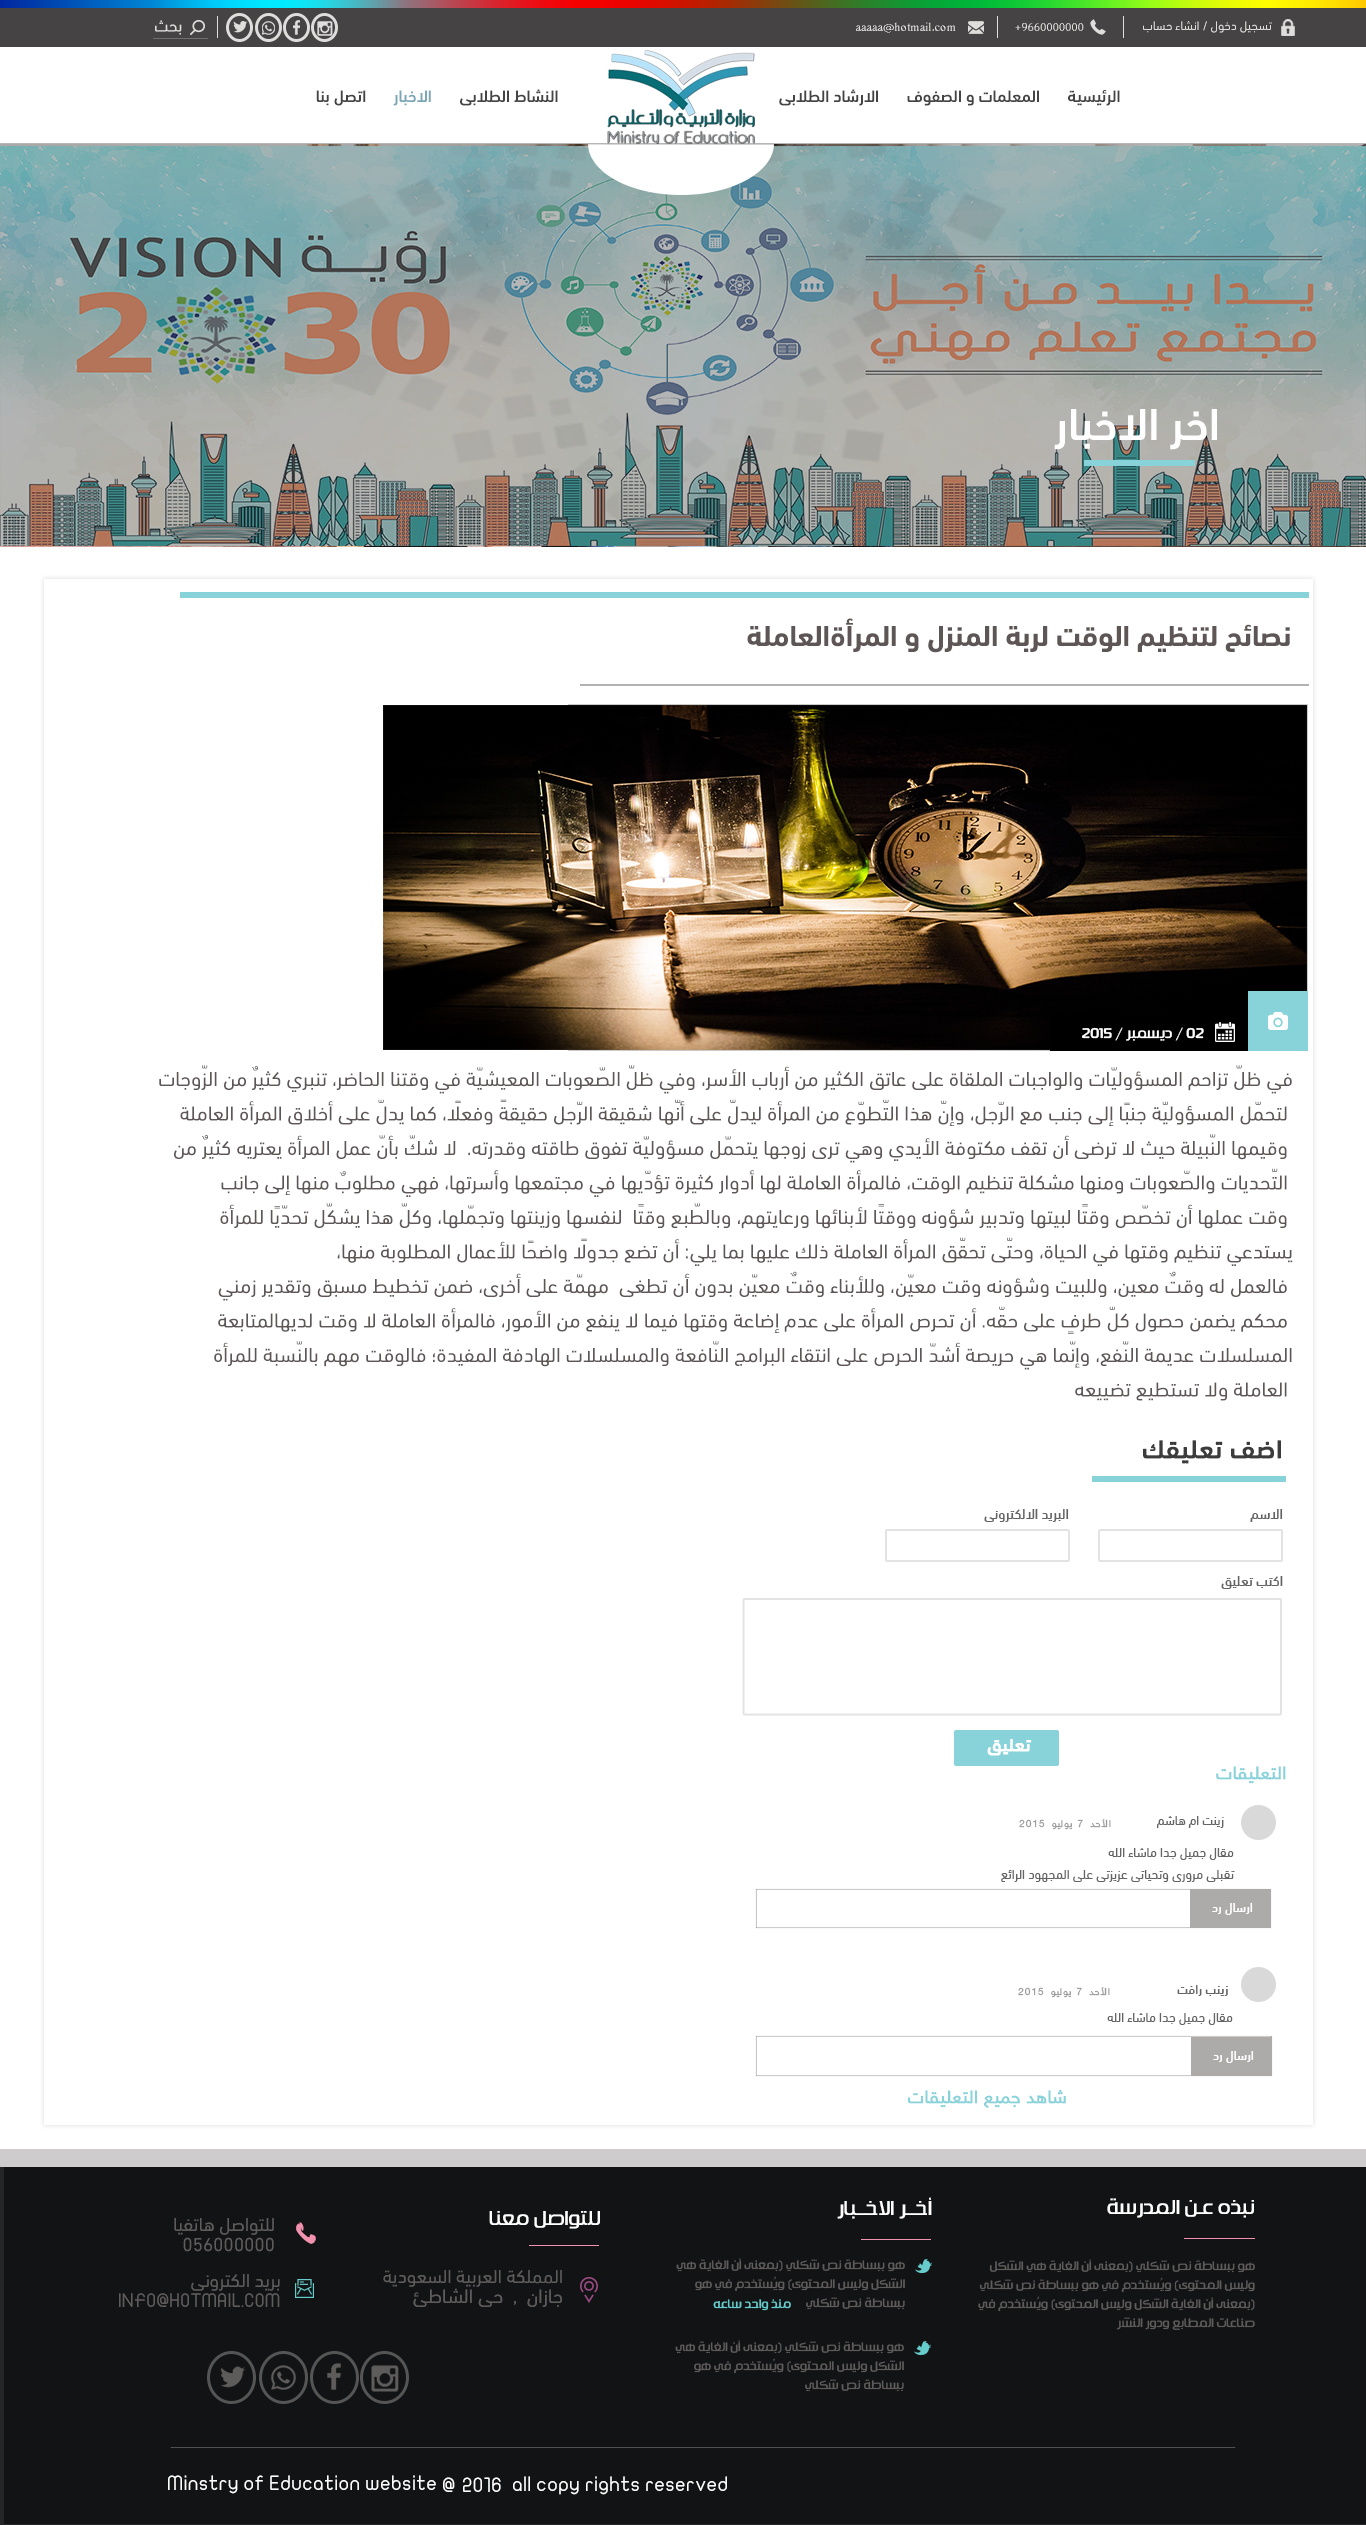 تسجيل دخول / انشاء حساب
+9660000000
aaaaa@hotmail.com
بحث
الرئيسية
المعلمات و الصفوف
الارشاد الطلابى
وزارة التربية والتعليم
Ministry of Education
النشاط الطلابى
الاخبار
اتصل بنا
رؤيـــة VISION
2030
يــدا بيــد مــن أجــل
مجتمع تعلم مهني
اخر الاخبار
نصائح لتنظيم الوقت لربة المنزل و المرأةالعاملة
02 / ديسمبر / 2015
في ظلّ تزاحم المسؤوليّات والواجبات الملقاة على عاتق الكثير من أرباب الأسر، وفي ظلّ الصّعوبات المعيشيّة في وقتنا الحاضر، تنبري كثيرٌ من الزّوجات
لتحمّل المسؤوليّة جنبًا إلى جنب مع الرّجل، وإنّ هذا التّطوّع من المرأة ليدلّ على أنّها شقيقة الرّجل حقيقةً وفعلًا، كما يدلّ على أخلاق المرأة العاملة
وقيمها النّبيلة حيث لا ترضى أن تقف مكتوفة الأيدي وهي ترى زوجها يتحمّل مسؤوليّة تفوق طاقته وقدرته. لا شكّ بأنّ عمل المرأة يعتريه كثيرٌ من
التّحديات والصّعوبات ومنها مشكلة تنظيم الوقت، فالمرأة العاملة لها أدوار كثيرة تؤدّيها في مجتمعها وأسرتها، فهي مطلوبٌ منها إلى جانب
وقت عملها أن تخصّص وقتًا لبيتها وتدبير شؤونه ووقتًا لأبنائها ورعايتهم، وبالطّبع وقتًا لنفسها وزينتها وتجمّلها، وكلّ هذا يشكّل تحدّيًا للمرأة
يستدعي تنظيم وقتها في الحياة، وحتّى تحقّق المرأة العاملة ذلك عليها بما يلي: أن تضع جدولًا واضحًا للأعمال المطلوبة منها،
فالعمل له وقتٌ معين، وللبيت وشؤونه وقت معيّن، وللأبناء وقتٌ معيّن بدون أن تطغى مهمّة على أخرى، ضمن تخطيط مسبق وتقدير زمني
محكم يضمن حصول كلّ طرفٍ على حقّه. أن تحرص المرأة على عدم إضاعة وقتها فيما لا ينفع من الأمور، فالمرأة العاملة لا وقت لديهالمتابعة
المسلسلات عديمة النّفع، وإنّما هي حريصة أشدّ الحرص على انتقاء البرامج النّافعة والمسلسلات الهادفة المفيدة؛ فالوقت مهم بالنّسبة للمرأة
العاملة ولا تستطيع تضييعه
اضف تعليقك
الاسم
البريد الالكترونى
اكتب تعليق
تعليق
التعليقات
زينت ام هاشم
الأحد 7 يوليو 2015
مقال جميل جدا ماشاء الله
تقبلى مرورى وتحياتى عزيزتى على المجهود الرائع
ارسال رد
زينب رافت
الأحد 7 يوليو 2015
مقال جميل جدا ماشاء الله
ارسال رد
شاهد جميع التعليقات
نبذه عـن المدرسة
هو ببساطة نص شكلي (بمعنى أن الغاية هي الشكل
وليس المحتوى) ويُستخدم في هو ببساطة نص شكلي
(بمعنى أن الغاية الشكل وليس المحتوى) ويُستخدم في
صناعات المطابع ودور النشر
أخــر الاخــبـار
هو ببساطة نص شكلي (بمعنى أن الغاية هي
الشكل وليس المحتوى) ويُستخدم في هو
ببساطة نص شكلي منذ واحد ساعه
هو ببساطة نص شكلي (بمعنى أن الغاية هي
الشكل وليس المحتوى) ويُستخدم في هو
ببساطة نص شكلي
للتواصل معنا
المملكة العربية السعودية
جازان , حى الشاطئ
للتواصل هاتفيا
056000000
بريد الكترونى
INFO@HOTMAIL.COM
Minstry of Education website @ 2016 all copy rights reserved